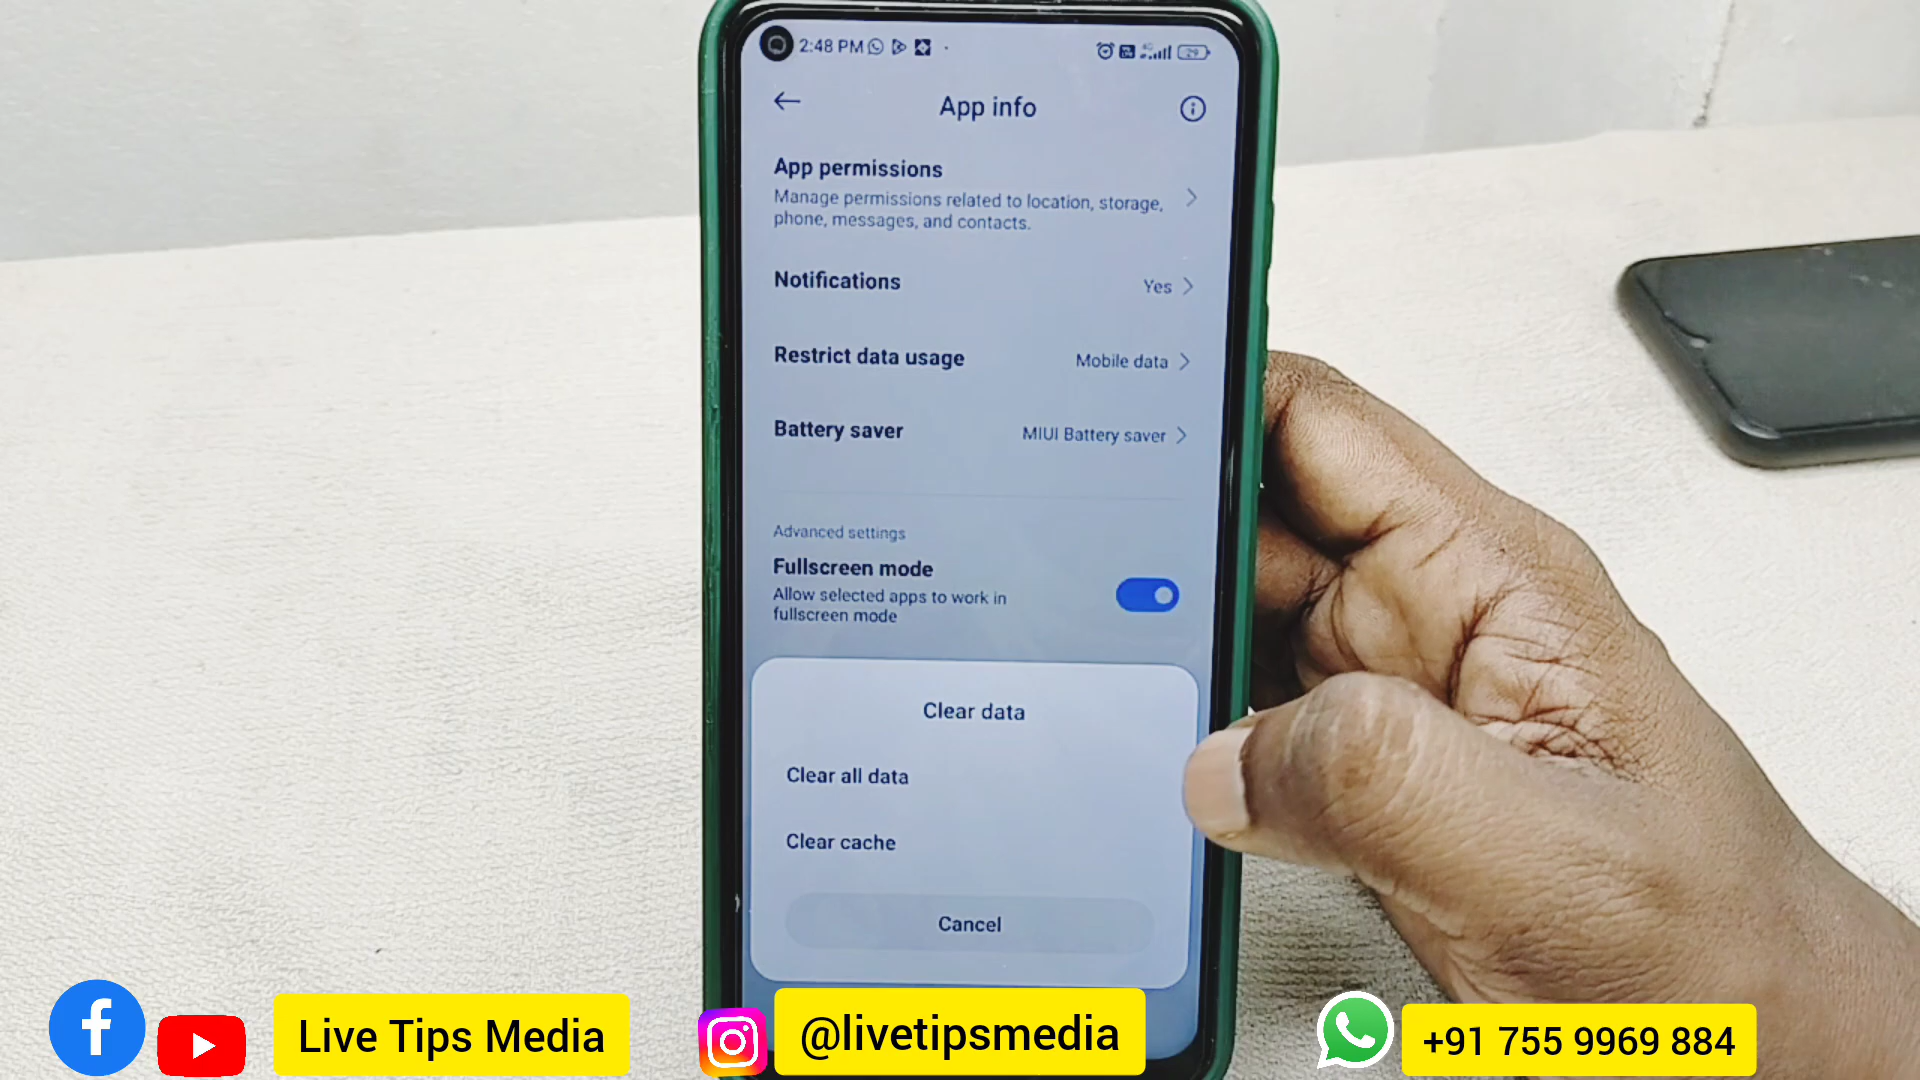 2:48 PM
29
App info
App permissions
Manage permissions related to location, storage,
phone, messages, and contacts.
Notifications
Yes
Restrict data usage
Mobile data
Battery saver
MIUI Battery saver
Advanced settings
Fullscreen mode
Allow selected apps to work in
fullscreen mode
Clear data
Clear all data
Clear cache
Cancel
Live Tips Media
@livetipsmedia
+91 755 9969 884